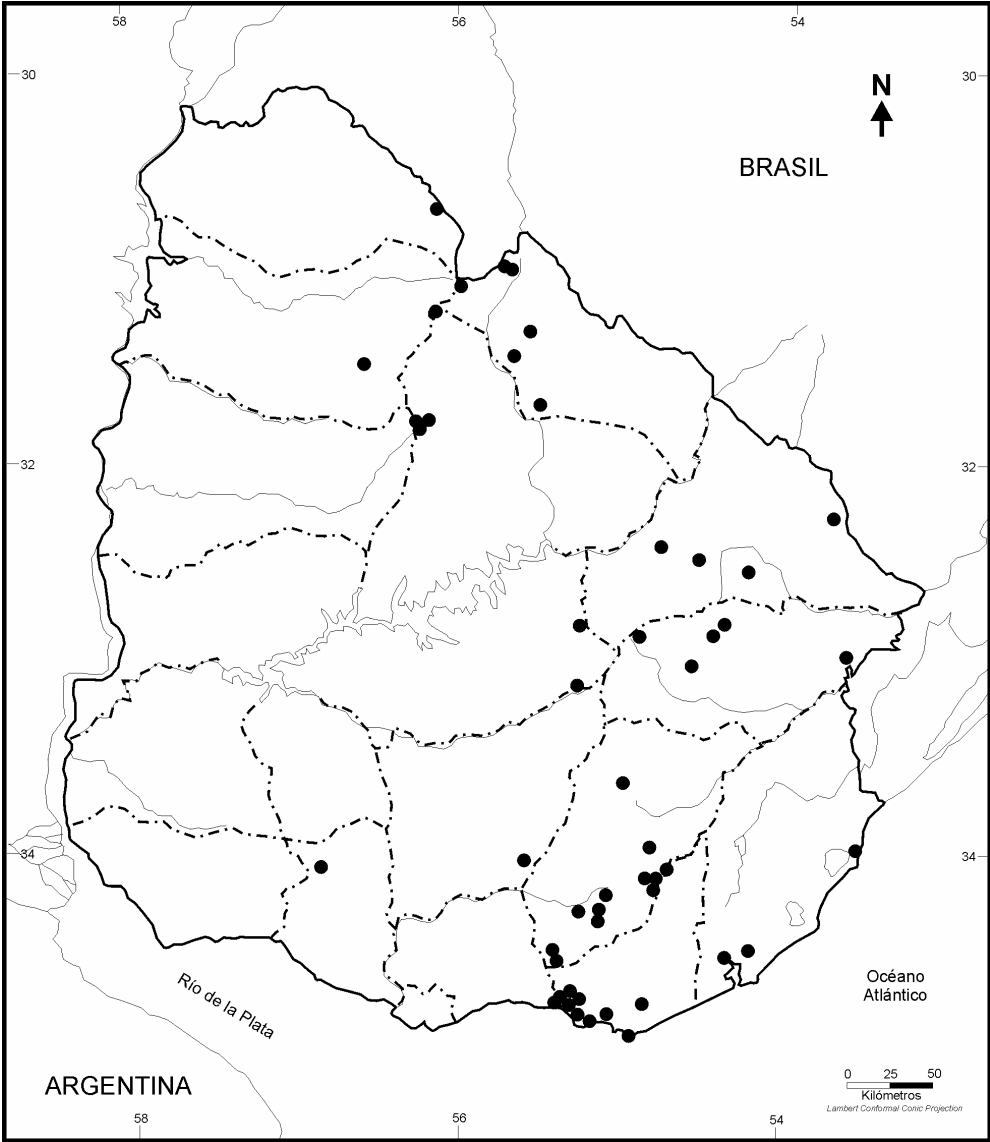 58 56 54
30 30
N
BRASIL
32 32
34 34
Océano
Atlántico
Río de la Plata
0 25 50
Kilómetros
Lambert Conformal Conic Projection
ARGENTINA
58 56 54